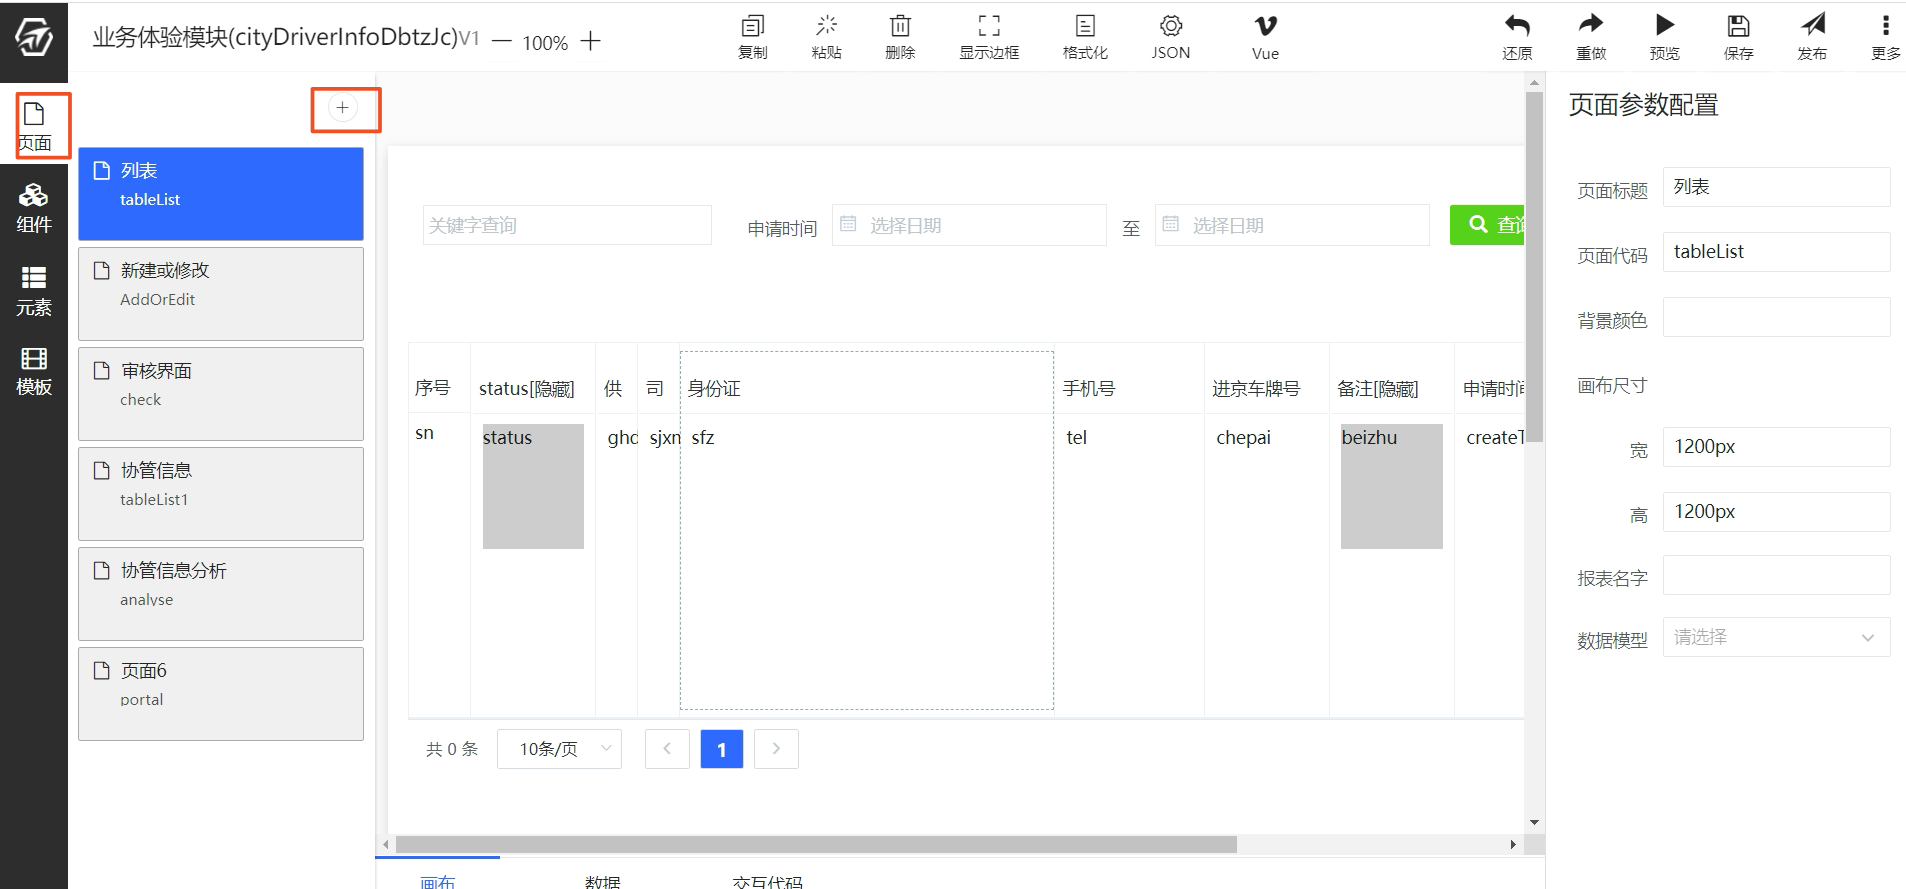 业务体验模块(cityDriverInfoDbtzJc)V1
100%
复制
粘贴
删除
显示边框
格式化
JSON
Vue
还原
重做
预览
保存
发布
更多
页面
组件
元素
模板
列表
tableList
新建或修改
AddOrEdit
审核界面
check
协管信息
tableList1
协管信息分析
analyse
页面6
portal
关键字查询
申请时间
选择日期
至
选择日期
查询
序号
status[隐藏]
供
司
身份证
手机号
进京车牌号
备注[隐藏]
申请时间
sn
status
ghd
sjxn
sfz
tel
chepai
beizhu
createT
共 0 条
10条/页
1
画布
数据
交互代码
页面参数配置
页面标题
列表
页面代码
tableList
背景颜色
画布尺寸
宽
1200px
高
1200px
报表名字
数据模型
请选择